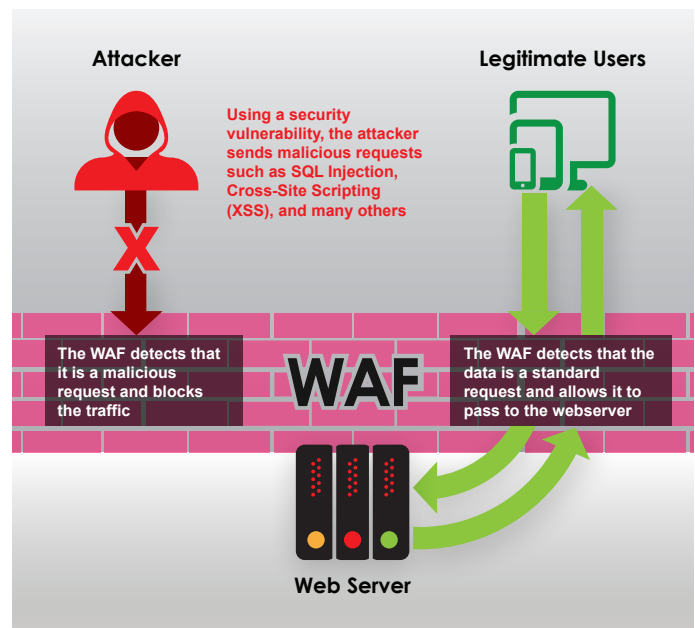 Attacker
Legitimate Users
Using a security
vulnerability, the attacker
sends malicious requests
such as SQL Injection,
Cross-Site Scripting
(XSS), and many others
X
The WAF detects that
it is a malicious
request and blocks
the traffic
WAF
The WAF detects that the
data is a standard
request and allows it to
pass to the webserver
Web Server